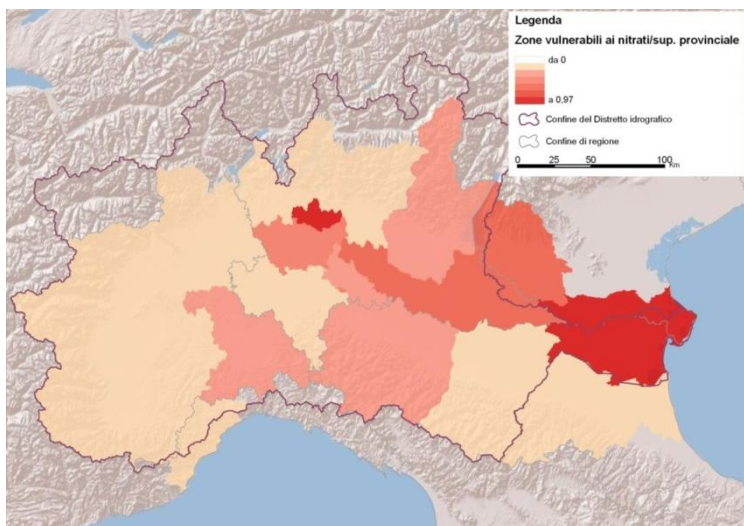 Legenda
Zone vulnerabili ai nitrati/sup. provinciale
da 0
a 0,97
Confine del Distretto idrografico
Confine di regione
0 25 50 100
Km